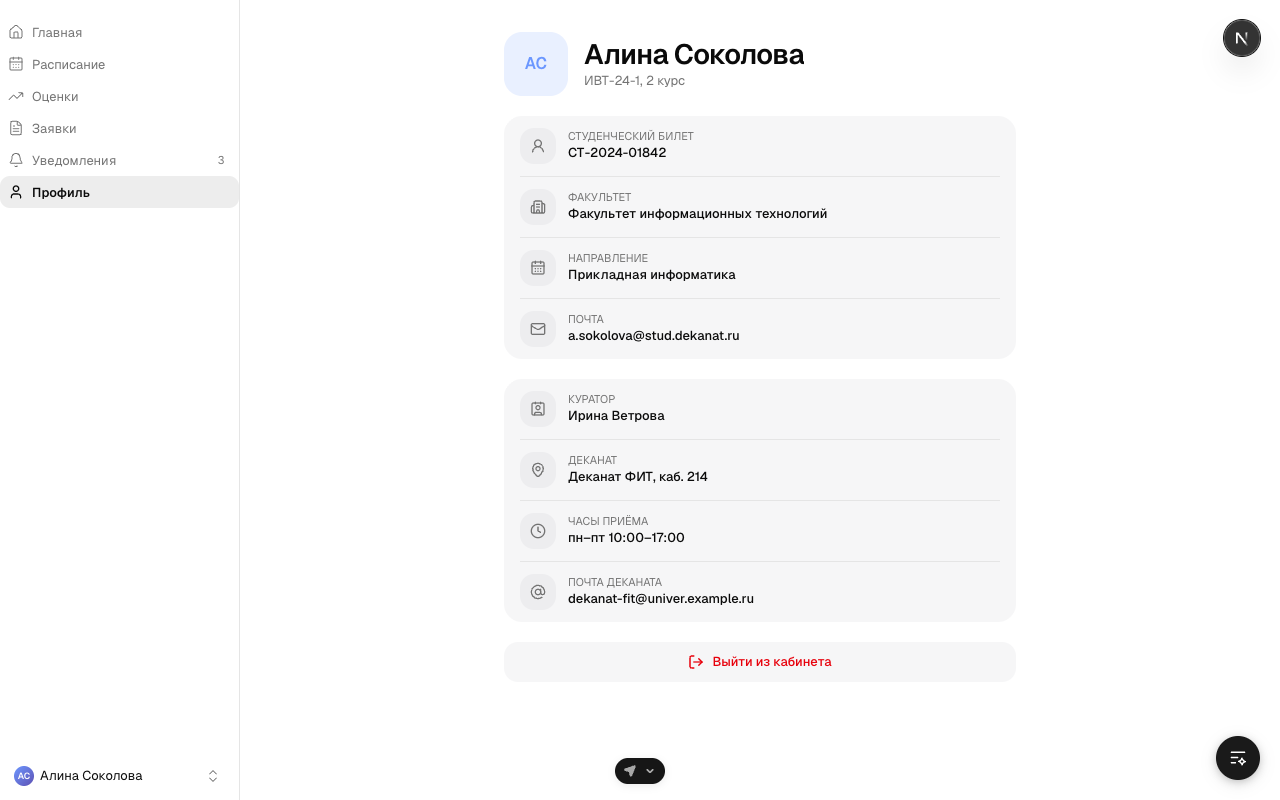 Главная
Расписание
Оценки
Заявки
Уведомления 3
Профиль
АС Алина Соколова
N
АС
Алина Соколова
ИВТ-24-1, 2 курс
СТУДЕНЧЕСКИЙ БИЛЕТ
СТ-2024-01842
ФАКУЛЬТЕТ
Факультет информационных технологий
НАПРАВЛЕНИЕ
Прикладная информатика
ПОЧТА
a.sokolova@stud.dekanat.ru
КУРАТОР
Ирина Ветрова
ДЕКАНАТ
Деканат ФИТ, каб. 214
ЧАСЫ ПРИЁМА
пн–пт 10:00–17:00
ПОЧТА ДЕКАНАТА
dekanat-fit@univer.example.ru
Выйти из кабинета